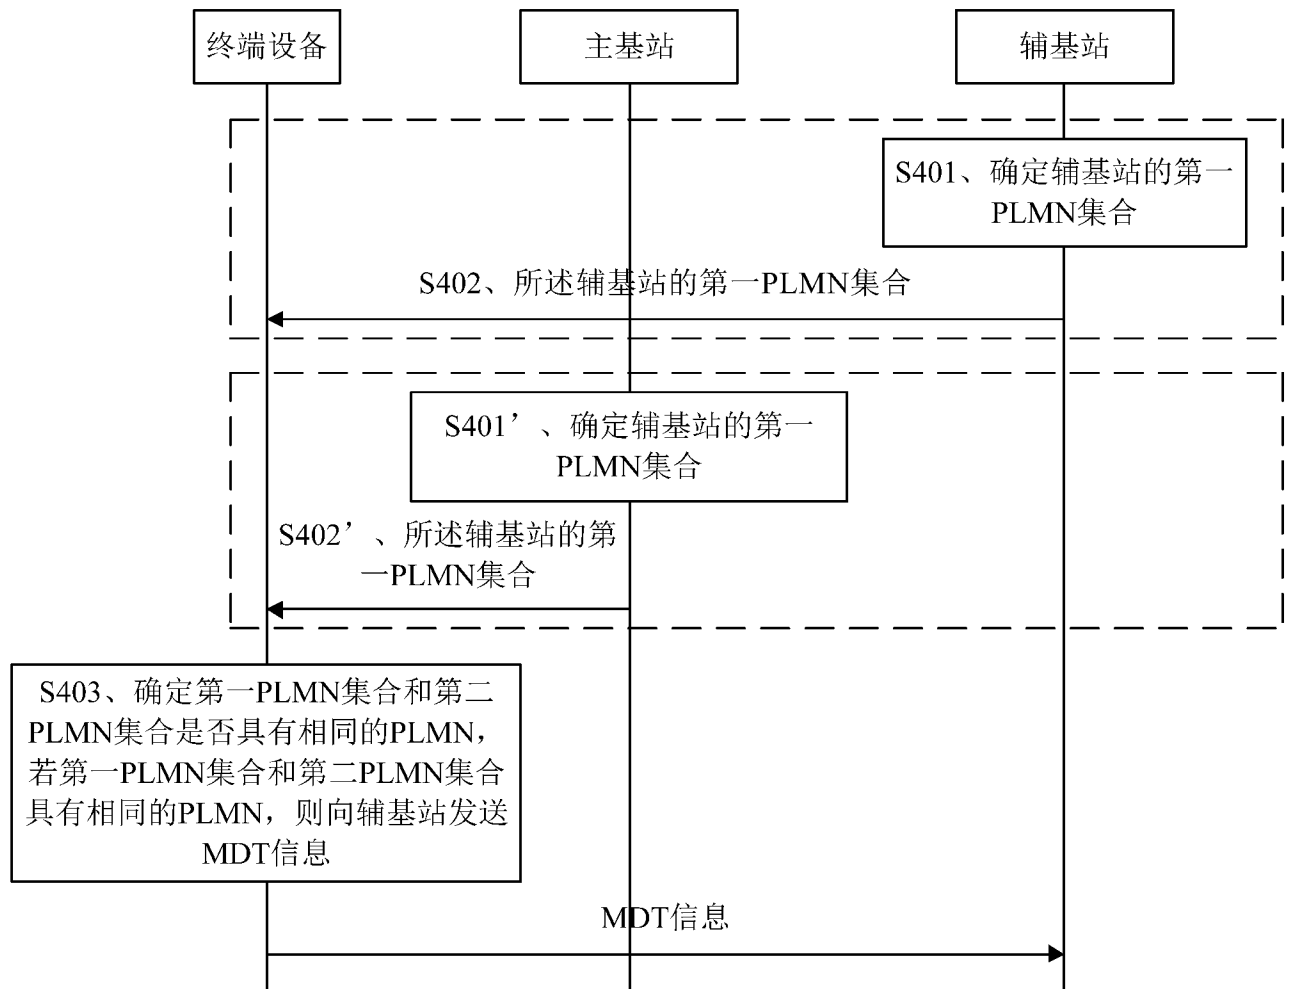 终端设备
主基站
辅基站
S401、确定辅基站的第一
PLMN集合
S402、所述辅基站的第一PLMN集合
S401’、确定辅基站的第一
PLMN集合
S402’、所述辅基站的第
一PLMN集合
S403、确定第一PLMN集合和第二
PLMN集合是否具有相同的PLMN，
若第一PLMN集合和第二PLMN集合
具有相同的PLMN，则向辅基站发送
MDT信息
MDT信息